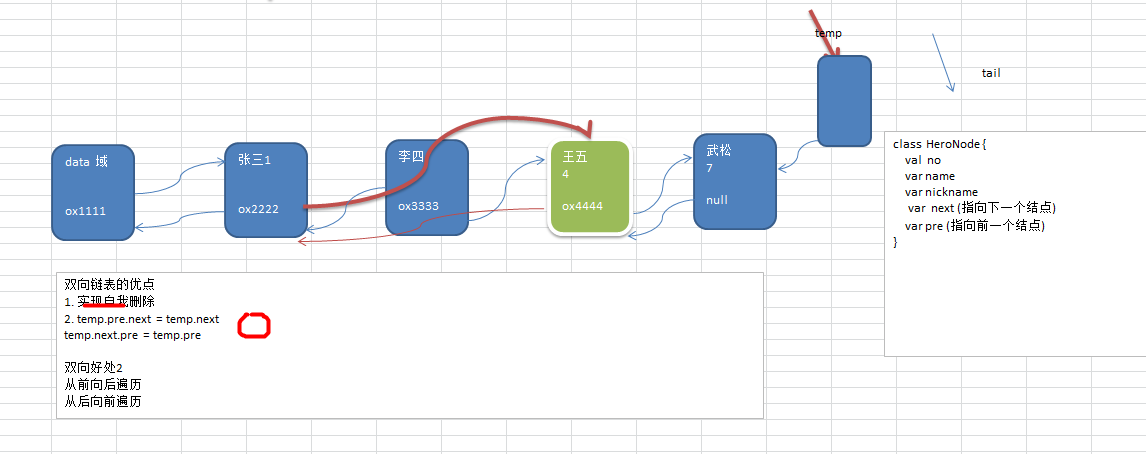 temp
tail
data 域
ox1111
张三1
ox2222
李四
ox3333
王五
4
ox4444
武松
7
null
class HeroNode {
val no
var name
var nickname
var next (指向下一个结点)
var pre (指向前一个结点)
}
双向链表的优点
1. 实现自我删除
2. temp.pre.next = temp.next
temp.next.pre = temp.pre
双向好处2
从前向后遍历
从后向前遍历